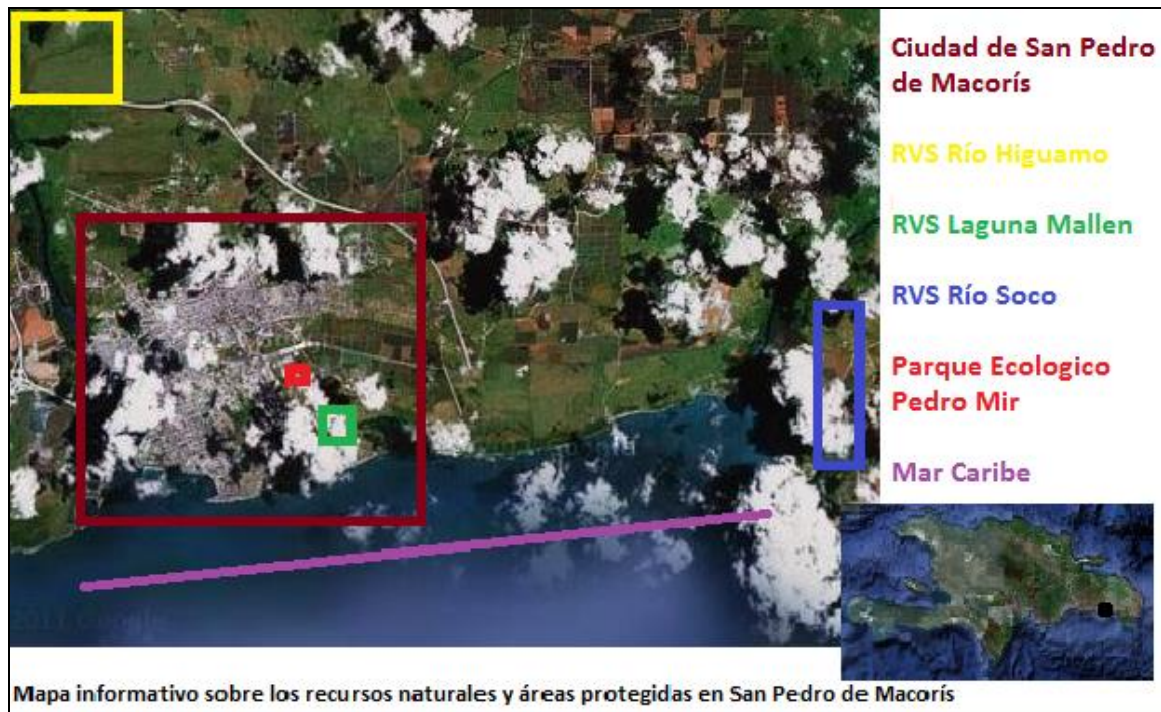 Ciudad de San Pedro
de Macorís
RVS Río Higuamo
RVS Laguna Mallen
RVS Río Soco
Parque Ecologico
Pedro Mir
Mar Caribe
Mapa informativo sobre los recursos naturales y áreas protegidas en San Pedro de Macorís